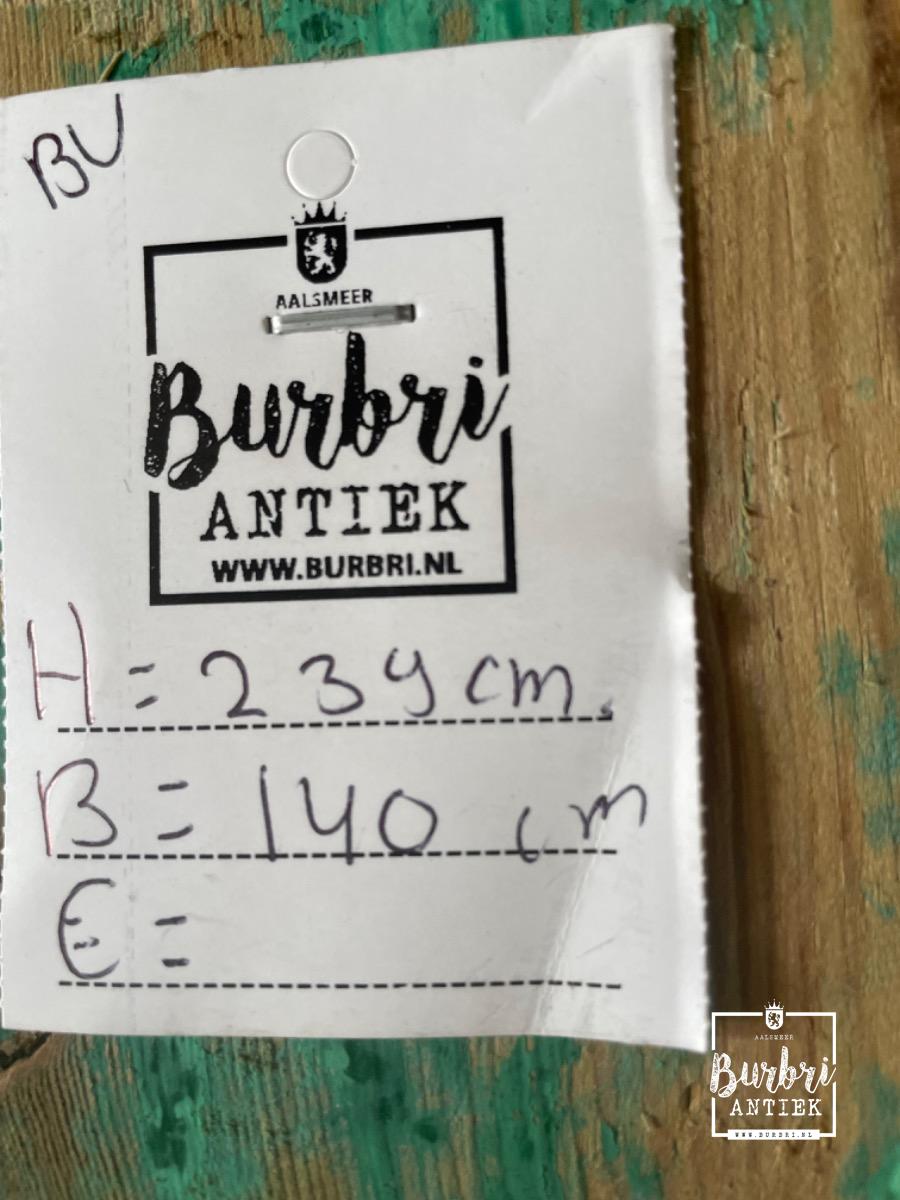 BU
AALSMEER
Burbri
ANTIEK
WWW.BURBRI.NL
H = 239 cm.
B = 140 cm
€ =
AALSMEER
Burbri
ANTIEK
WWW.BURBRI.NL